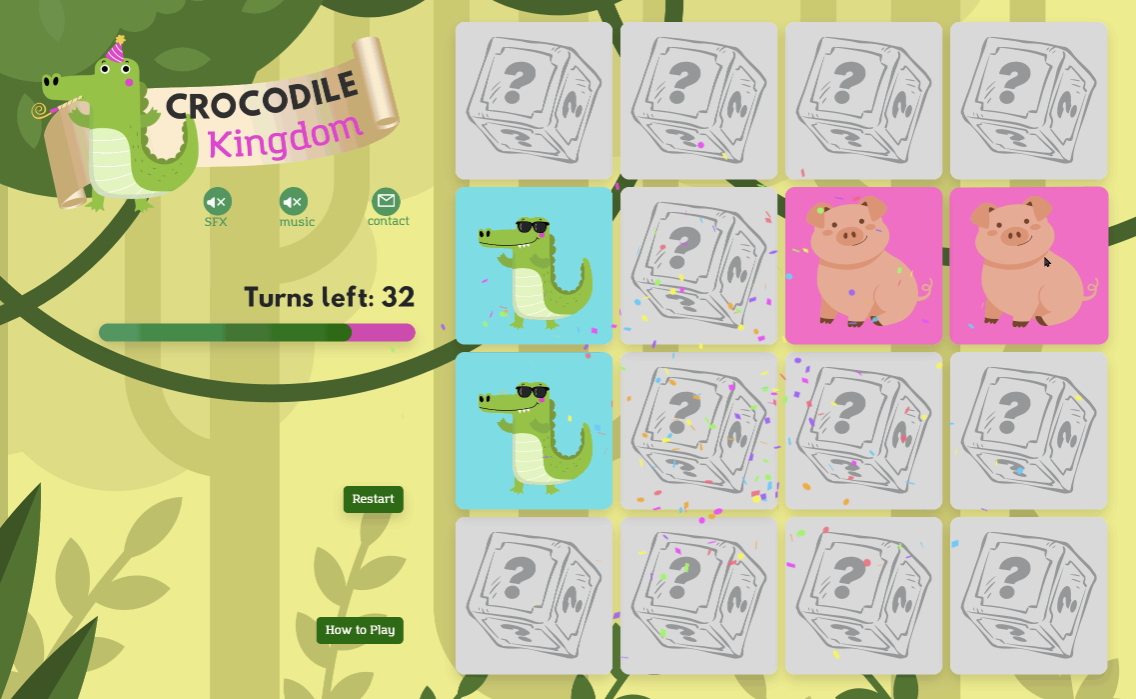 CROCODILE
Kingdom
SFX
music
contact
Turns left: 32
Restart
How to Play
? ? ? ?
?
? ? ?
? ? ? ?